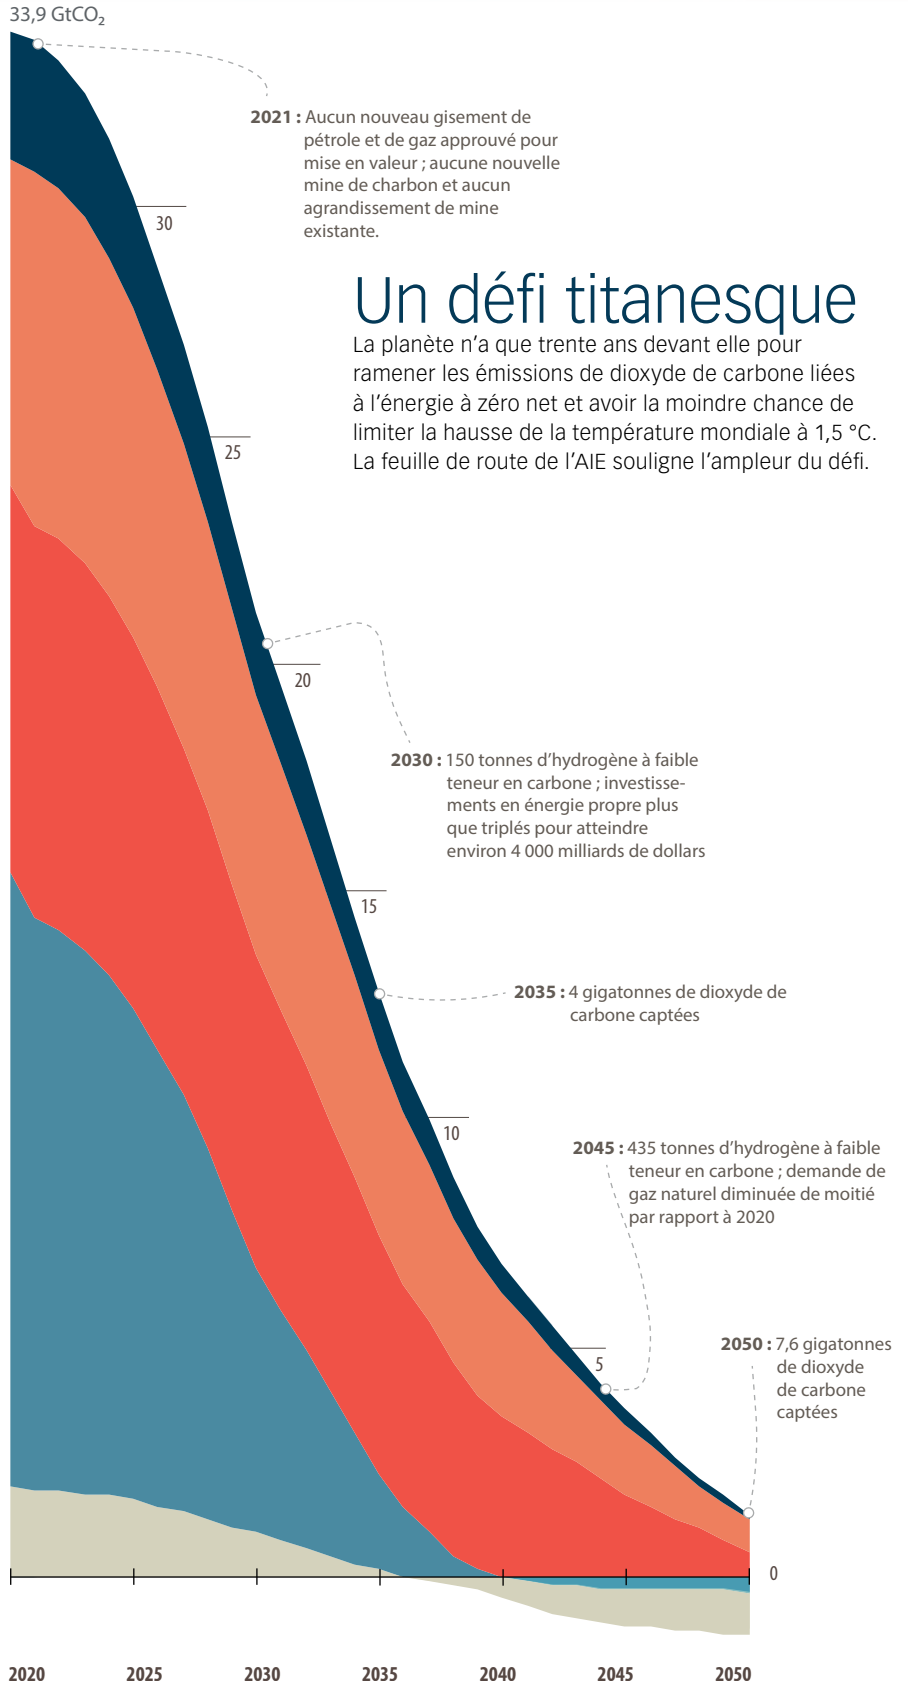 33,9 GtCO₂
2021 : Aucun nouveau gisement de
pétrole et de gaz approuvé pour
mise en valeur ; aucune nouvelle
mine de charbon et aucun
agrandissement de mine
existante.
30
Un défi titanesque
La planète n’a que trente ans devant elle pour
ramener les émissions de dioxyde de carbone liées
à l’énergie à zéro net et avoir la moindre chance de
limiter la hausse de la température mondiale à 1,5 °C.
La feuille de route de l’AIE souligne l’ampleur du défi.
25
20
2030 : 150 tonnes d’hydrogène à faible
teneur en carbone ; investisse-
ments en énergie propre plus
que triplés pour atteindre
environ 4 000 milliards de dollars
15
2035 : 4 gigatonnes de dioxyde de
carbone captées
10
2045 : 435 tonnes d’hydrogène à faible
teneur en carbone ; demande de
gaz naturel diminuée de moitié
par rapport à 2020
5
2050 : 7,6 gigatonnes
de dioxyde
de carbone
captées
0
2020 2025 2030 2035 2040 2045 2050